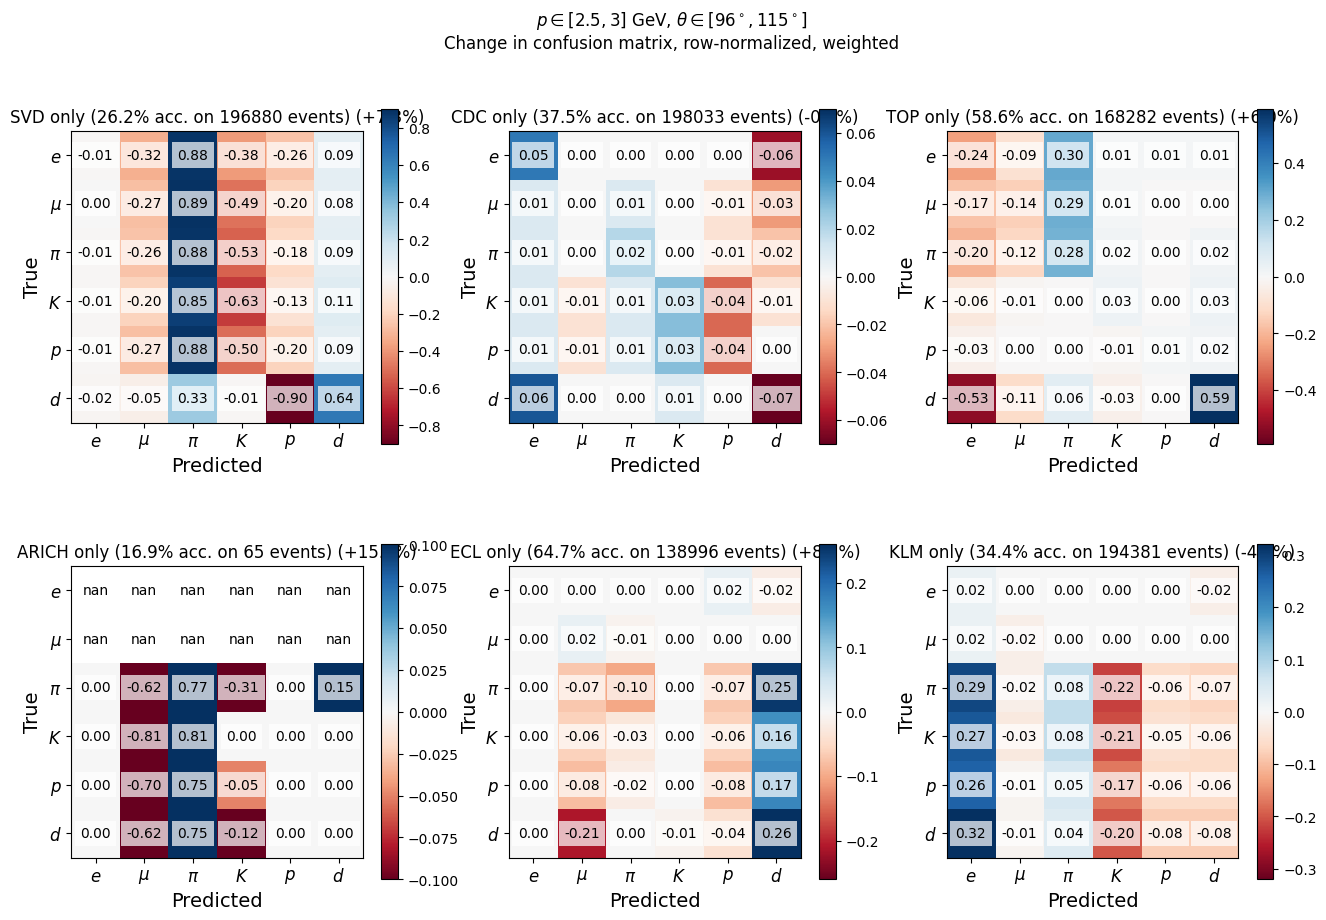 p ∈ [2.5, 3] GeV, θ ∈ [96°, 115°]
Change in confusion matrix, row-normalized, weighted
SVD only (26.2% acc. on 196880 events)
e -0.01 -0.32 0.88 -0.38 -0.26 0.09
μ 0.00 -0.27 0.89 -0.49 -0.20 0.08
π -0.01 -0.26 0.88 -0.53 -0.18 0.09
K -0.01 -0.20 0.85 -0.63 -0.13 0.11
p -0.01 -0.27 0.88 -0.50 -0.20 0.09
d -0.02 -0.05 0.33 -0.01 -0.90 0.64
e μ π K p d
True
Predicted
0.8
0.6
0.4
0.2
0.0
−0.2
−0.4
−0.6
−0.8
CDC only (37.5% acc. on 198033 events)
e 0.05 0.00 0.00 0.00 0.00 -0.06
μ 0.01 0.00 0.01 0.00 -0.01 -0.03
π 0.01 0.00 0.02 0.00 -0.01 -0.02
K 0.01 -0.01 0.01 0.03 -0.04 -0.01
p 0.01 -0.01 0.01 0.03 -0.04 0.00
d 0.06 0.00 0.00 0.01 0.00 -0.07
e μ π K p d
True
Predicted
0.06
0.04
0.02
0.00
−0.02
−0.04
−0.06
TOP only (58.6% acc. on 168282 events)
e -0.24 -0.09 0.30 0.01 0.01 0.01
μ -0.17 -0.14 0.29 0.01 0.00 0.00
π -0.20 -0.12 0.28 0.02 0.00 0.02
K -0.06 -0.01 0.00 0.03 0.00 0.03
p -0.03 0.00 0.00 -0.01 0.01 0.02
d -0.53 -0.11 0.06 -0.03 0.00 0.59
e μ π K p d
True
Predicted
0.4
0.2
0.0
−0.2
−0.4
ARICH only (16.9% acc. on 65 events)
e nan nan nan nan nan nan
μ nan nan nan nan nan nan
π 0.00 -0.62 0.77 -0.31 0.00 0.15
K 0.00 -0.81 0.81 0.00 0.00 0.00
p 0.00 -0.70 0.75 -0.05 0.00 0.00
d 0.00 -0.62 0.75 -0.12 0.00 0.00
e μ π K p d
True
Predicted
0.100
0.075
0.050
0.025
0.000
−0.025
−0.050
−0.075
−0.100
ECL only (64.7% acc. on 138996 events)
e 0.00 0.00 0.00 0.00 0.02 -0.02
μ 0.00 0.02 -0.01 0.00 0.00 0.00
π 0.00 -0.07 -0.10 0.00 -0.07 0.25
K 0.00 -0.06 -0.03 0.00 -0.06 0.16
p 0.00 -0.08 -0.02 0.00 -0.08 0.17
d 0.00 -0.21 0.00 -0.01 -0.04 0.26
e μ π K p d
True
Predicted
0.2
0.1
0.0
−0.1
−0.2
KLM only (34.4% acc. on 194381 events)
e 0.02 0.00 0.00 0.00 0.00 -0.02
μ 0.02 -0.02 0.00 0.00 0.00 0.00
π 0.29 -0.02 0.08 -0.22 -0.06 -0.07
K 0.27 -0.03 0.08 -0.21 -0.05 -0.06
p 0.26 -0.01 0.05 -0.17 -0.06 -0.06
d 0.32 -0.01 0.04 -0.20 -0.08 -0.08
e μ π K p d
True
Predicted
0.3
0.2
0.1
0.0
−0.1
−0.2
−0.3